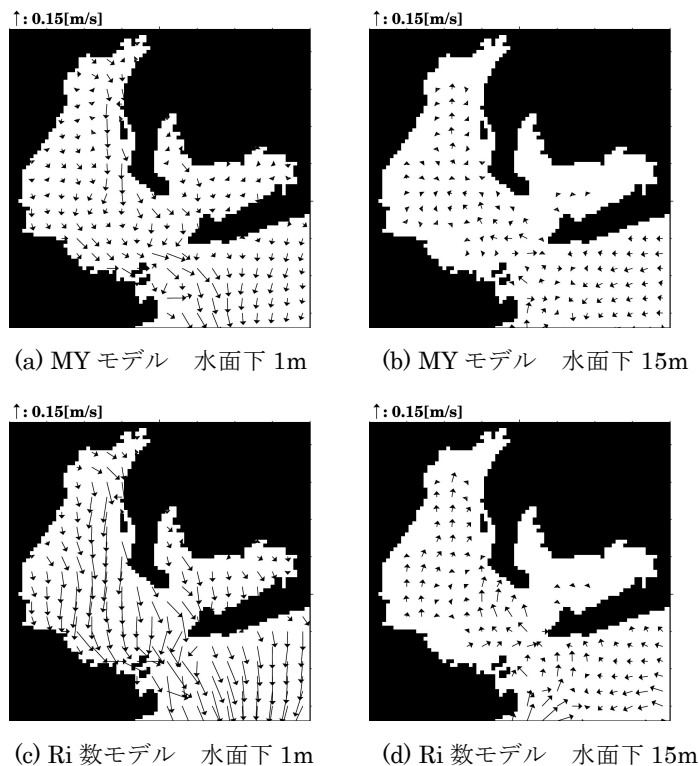 ↑: 0.15[m/s]
↑: 0.15[m/s]
(a) MY モデル　水面下 1m
(b) MY モデル　水面下 15m
↑: 0.15[m/s]
↑: 0.15[m/s]
(c) Ri 数モデル　水面下 1m
(d) Ri 数モデル　水面下 15m